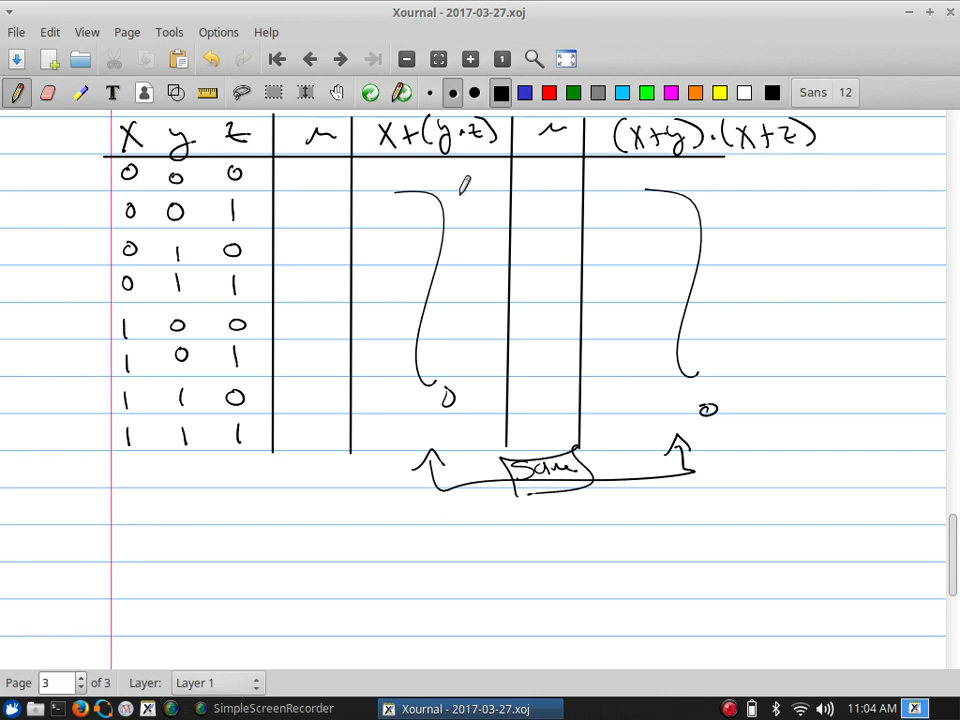 Xournal - 2017-03-27.xoj
File Edit View Page Tools Options Help
Sans 12
X y z X+(y·z) (X+y)·(X+z)
0 0 0
0 0 1
0 1 0
0 1 1
1 0 0
1 0 1
1 1 0
1 1 1
Same
Page 3 of 3 Layer: Layer 1
SimpleScreenRecorder Xournal - 2017-03-27.xoj 11:04 AM